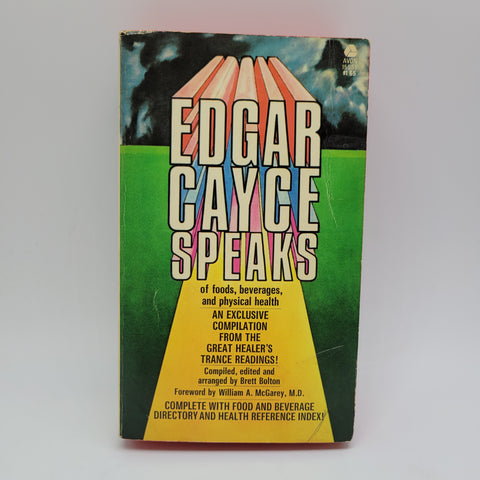 AVON
$1.65
EDGAR
CAYCE
SPEAKS
of foods, beverages,
and physical health
AN EXCLUSIVE
COMPILATION
FROM THE
GREAT HEALER'S
TRANCE READINGS!
Compiled, edited and
arranged by Brett Bolton
Foreword by William A. McGarey, M.D.
COMPLETE WITH FOOD AND BEVERAGE
DIRECTORY AND HEALTH REFERENCE INDEX!